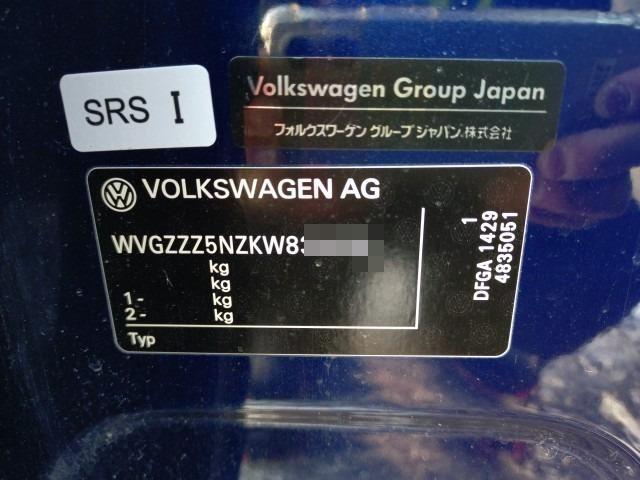 SRS I
Volkswagen Group Japan
フォルクスワーゲン グループ ジャパン 株式会社
VOLKSWAGEN AG
WVGZZZ5NZKW83
kg
kg
1- kg
2- kg
Typ
1
DFGA 1429
4835051